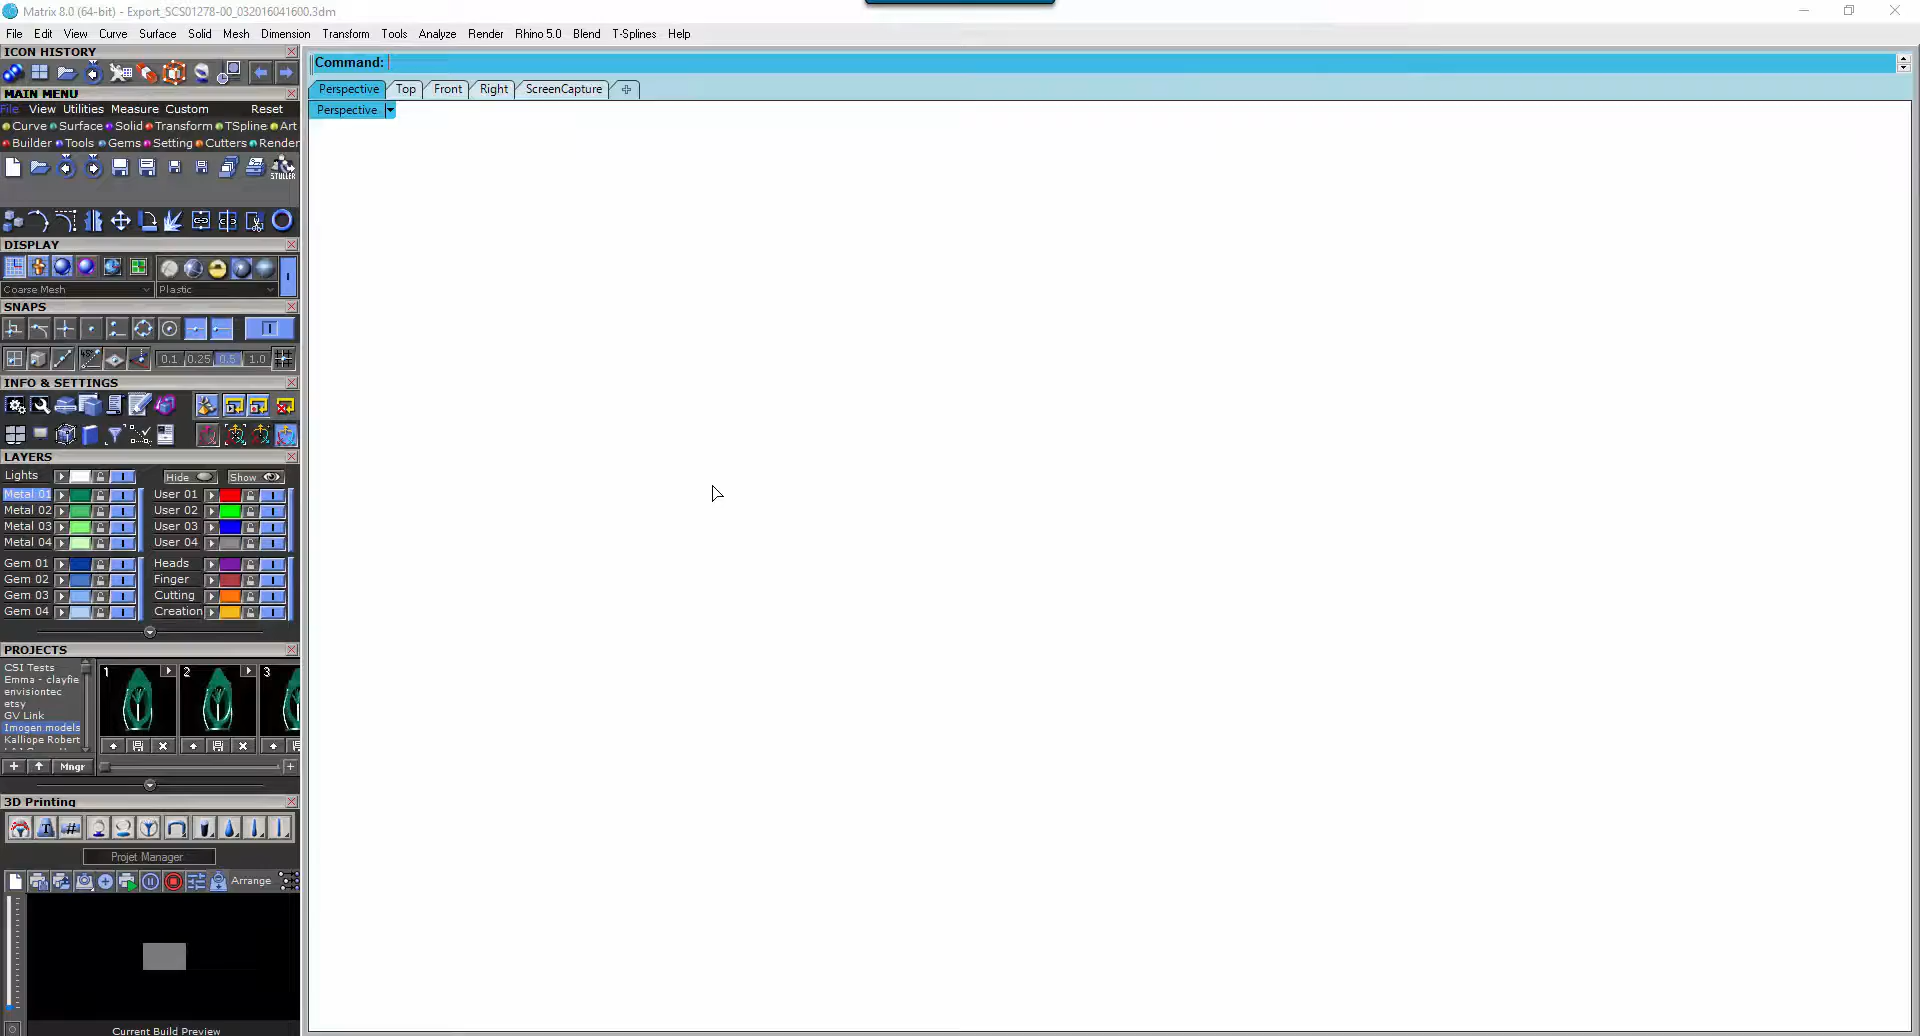 Matrix 8.0 (64-bit) - Export_SCS01278-00_032016041600.3dm
File Edit View Curve Surface Solid Mesh Dimension Transform Tools Analyze Render Rhino 5.0 Blend T-Splines Help
ICON HISTORY
Command:
MAIN MENU
Perspective Top Front Right ScreenCapture
File View Utilities Measure Custom Reset
Perspective
Curve Surface Solid Transform TSpline Art
Builder Tools Gems Setting Cutters Render
STULLER
DISPLAY
Coarse Mesh Plastic
SNAPS
0.1 0.25 0.5 1.0
INFO & SETTINGS
LAYERS
Lights Hide Show
Metal 01 User 01
Metal 02 User 02
Metal 03 User 03
Metal 04 User 04
Gem 01 Heads
Gem 02 Finger
Gem 03 Cutting
Gem 04 Creation
PROJECTS
CSI Tests
Emma - clayfie
envisiontec
etsy
GV Link
Imogen models
Kalliope Robert
1 2 3
Mngr
3D Printing
Projet Manager
Arrange
Current Build Preview